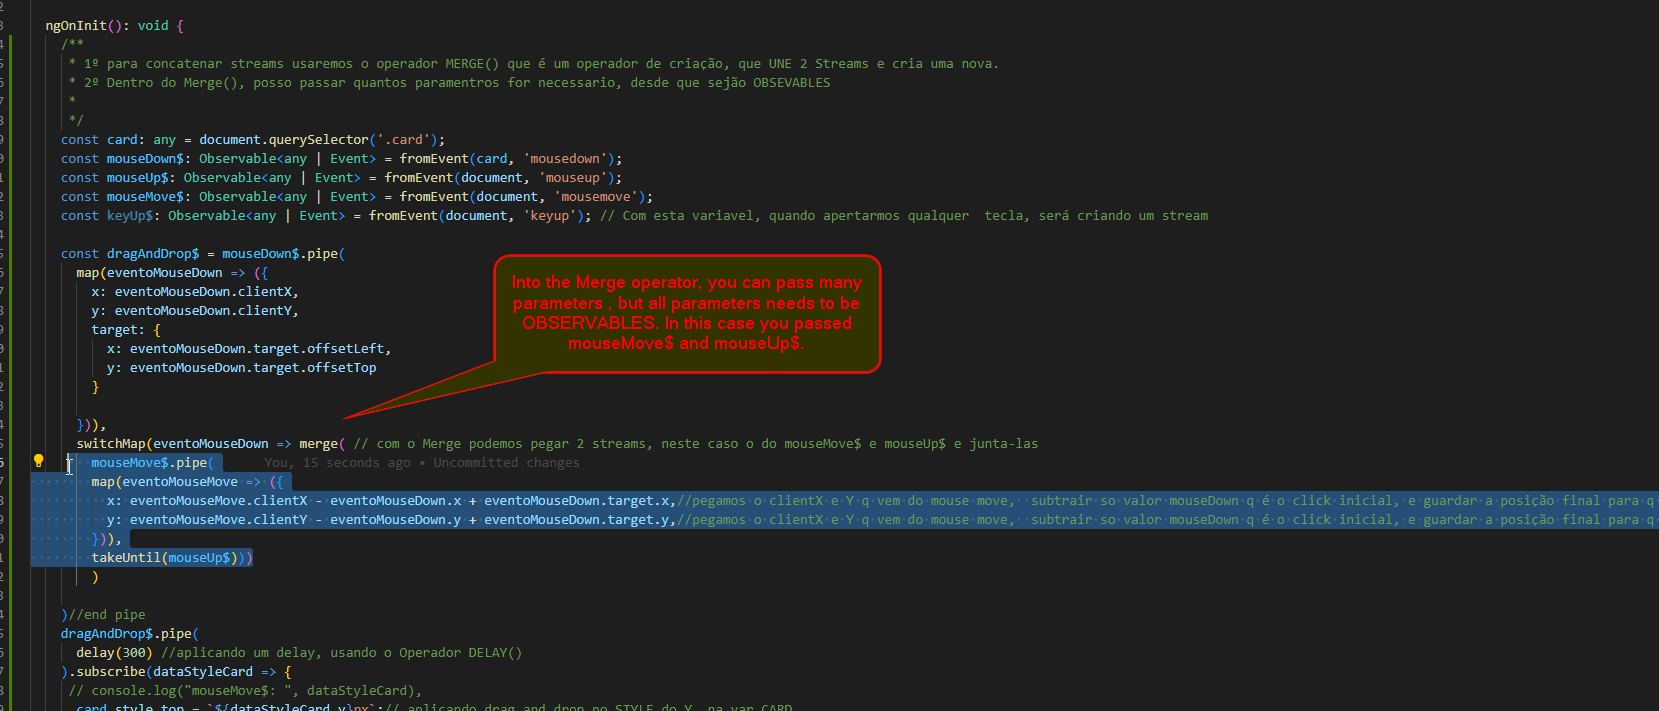 ngOnInit(): void {
/**
* 1º para concatenar streams usaremos o operador MERGE() que é um operador de criação, que UNE 2 Streams e cria uma nova.
* 2º Dentro do Merge(), posso passar quantos paramentros for necessario, desde que sejão OBSEVABLES
*
*/
const card: any = document.querySelector('.card');
const mouseDown$: Observable<any | Event> = fromEvent(card, 'mousedown');
const mouseUp$: Observable<any | Event> = fromEvent(document, 'mouseup');
const mouseMove$: Observable<any | Event> = fromEvent(document, 'mousemove');
const keyUp$: Observable<any | Event> = fromEvent(document, 'keyup'); // Com esta variavel, quando apertarmos qualquer  tecla, será criando um stream
const dragAndDrop$ = mouseDown$.pipe(
map(eventoMouseDown => ({
x: eventoMouseDown.clientX,
y: eventoMouseDown.clientY,
target: {
x: eventoMouseDown.target.offsetLeft,
y: eventoMouseDown.target.offsetTop
}
})),
Into the Merge operator, you can pass many
parameters , but all parameters needs to be
OBSERVABLES. In this case you passed
mouseMove$ and mouseUp$.
switchMap(eventoMouseDown => merge( // com o Merge podemos pegar 2 streams, neste caso o do mouseMove$ e mouseUp$ e junta-las
mouseMove$.pipe( You, 15 seconds ago • Uncommitted changes
map(eventoMouseMove => ({
x: eventoMouseMove.clientX - eventoMouseDown.x + eventoMouseDown.target.x,//pegamos o clientX e Y q vem do mouse move,  subtrair so valor mouseDown q é o click inicial, e guardar a posição final para q
y: eventoMouseMove.clientY - eventoMouseDown.y + eventoMouseDown.target.y,//pegamos o clientX e Y q vem do mouse move,  subtrair so valor mouseDown q é o click inicial, e guardar a posição final para q
})),
takeUntil(mouseUp$)))
)
)//end pipe
dragAndDrop$.pipe(
delay(300) //aplicando um delay, usando o Operador DELAY()
).subscribe(dataStyleCard => {
// console.log("mouseMove$: ", dataStyleCard),
card.style.top = `${dataStyleCard.y}px`;// aplicando drag and drop no STYLE do Y, na var CARD